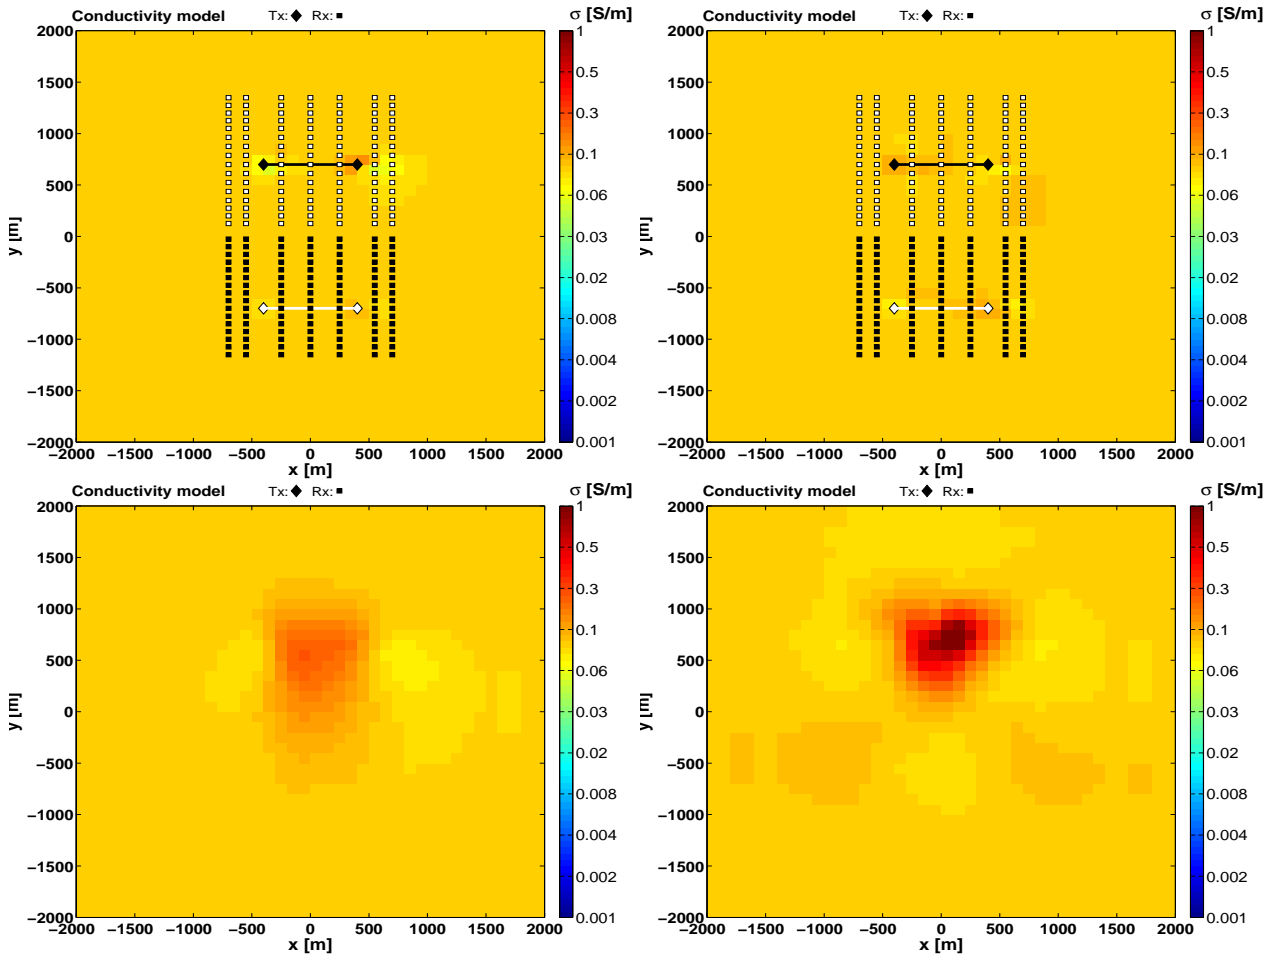 Conductivity model Tx: Rx: σ [S/m]
2000 1500 1000 500 0 −500 −1000 −1500 −2000
y [m]
1 0.5 0.3 0.1 0.06 0.03 0.02 0.008 0.004 0.002 0.001
−2000 −1500 −1000 −500 0 500 1000 1500 2000
x [m]
Conductivity model Tx: Rx: σ [S/m]
2000 1500 1000 500 0 −500 −1000 −1500 −2000
y [m]
1 0.5 0.3 0.1 0.06 0.03 0.02 0.008 0.004 0.002 0.001
−2000 −1500 −1000 −500 0 500 1000 1500 2000
x [m]
Conductivity model Tx: Rx: σ [S/m]
2000 1500 1000 500 0 −500 −1000 −1500 −2000
y [m]
1 0.5 0.3 0.1 0.06 0.03 0.02 0.008 0.004 0.002 0.001
−2000 −1500 −1000 −500 0 500 1000 1500 2000
x [m]
Conductivity model Tx: Rx: σ [S/m]
2000 1500 1000 500 0 −500 −1000 −1500 −2000
y [m]
1 0.5 0.3 0.1 0.06 0.03 0.02 0.008 0.004 0.002 0.001
−2000 −1500 −1000 −500 0 500 1000 1500 2000
x [m]